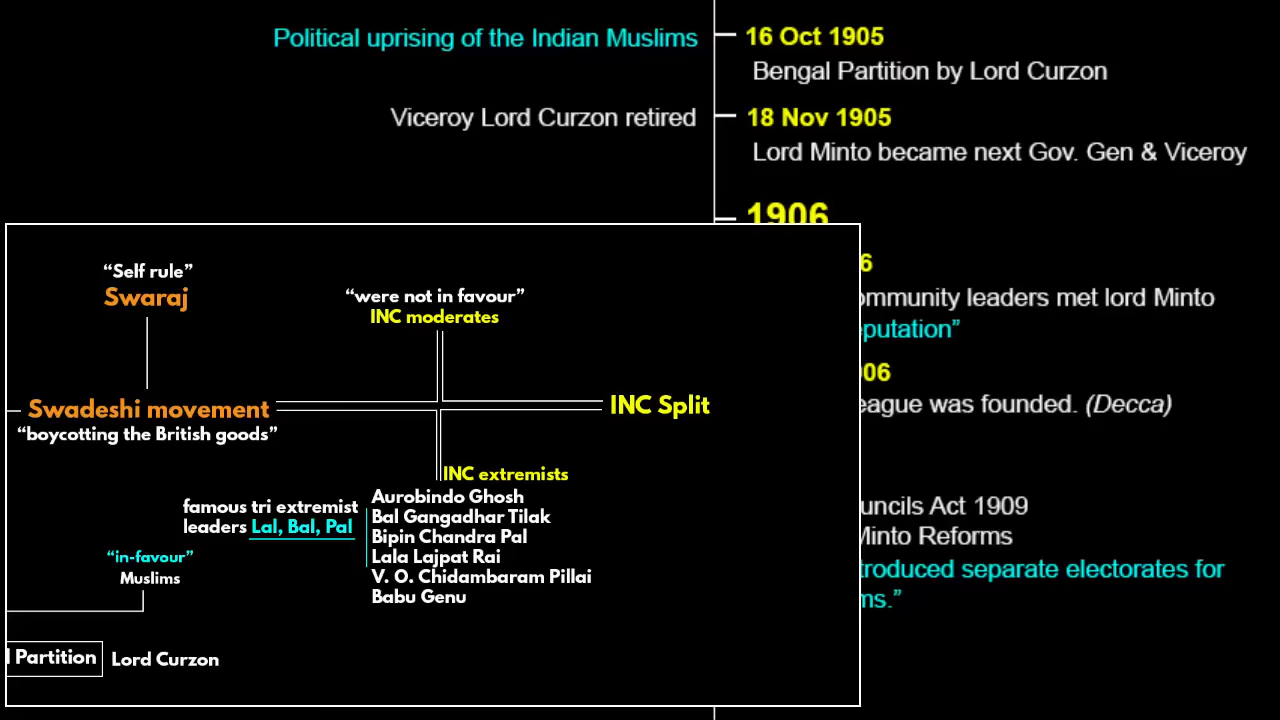 Political uprising of the Indian Muslims
16 Oct 1905
Bengal Partition by Lord Curzon
Viceroy Lord Curzon retired
18 Nov 1905
Lord Minto became next Gov. Gen & Viceroy
1906
6
ommunity leaders met lord Minto
eputation”
06
eague was founded. (Decca)
uncils Act 1909
Minto Reforms
troduced separate electorates for
ms.”
“Self rule”
Swaraj
“were not in favour”
INC moderates
Swadeshi movement
“boycotting the British goods”
INC Split
INC extremists
famous tri extremist
leaders Lal, Bal, Pal
Aurobindo Ghosh
Bal Gangadhar Tilak
Bipin Chandra Pal
Lala Lajpat Rai
V. O. Chidambaram Pillai
Babu Genu
“in-favour”
Muslims
l Partition
Lord Curzon